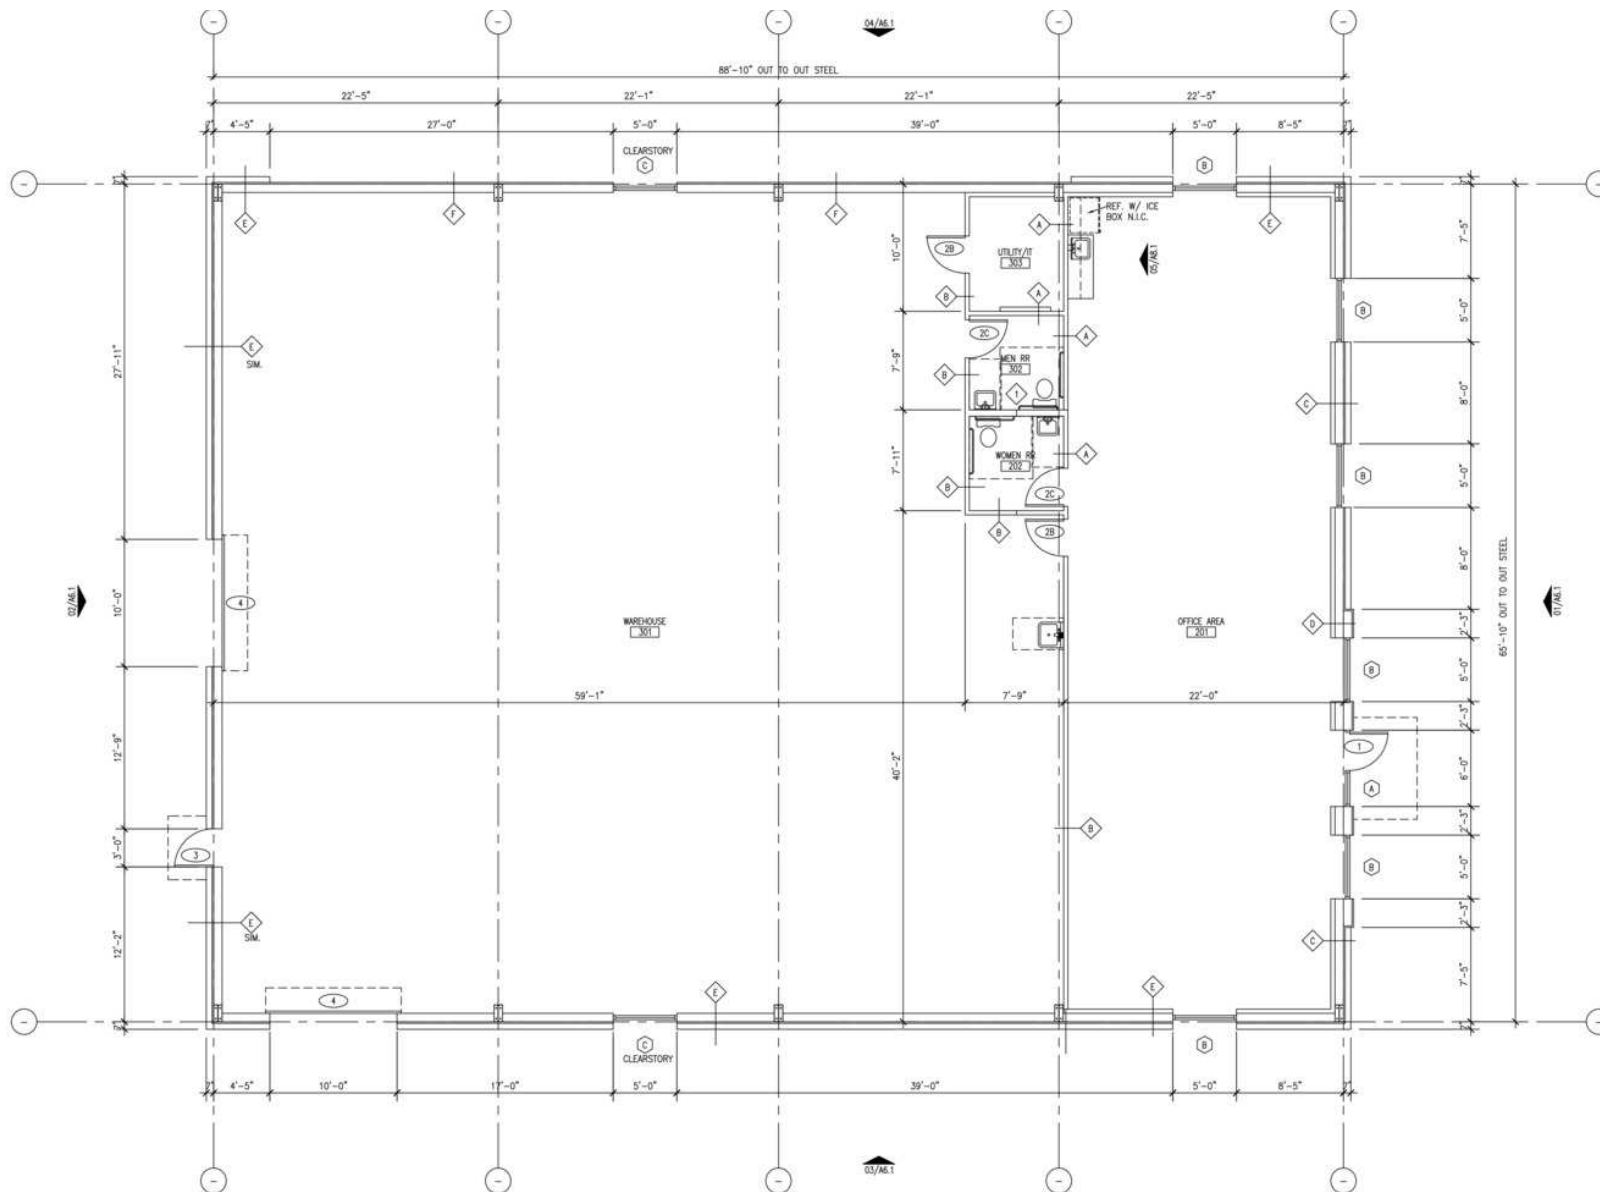 04/A6.1
88'-10" OUT TO OUT STEEL
22'-5"
22'-1"
22'-1"
22'-5"
7"
4'-5"
27'-0"
5'-0"
39'-0"
5'-0"
8'-5"
7"
CLEARSTORY
C
B
7"
E
F
F
E
REF. W/ ICE
BOX N.I.C.
A
2B
UTILITY/IT
303
10'-0"
05/A8.1
7'-5"
B
A
B
5'-0"
2C
A
27'-11"
E
SIM.
7'-9"
MEN RR
302
B
1
C
8'-0"
7'-11"
WOMEN RR
202
A
B
B
5'-0"
2C
B
2B
8'-0"
02/A6.1
10'-0"
4
WAREHOUSE
301
OFFICE AREA
201
D
2'-3"
01/A6.1
65'-10" OUT TO OUT STEEL
B
5'-0"
59'-1"
7'-9"
22'-0"
2'-3"
12'-9"
40'-2"
1
A
6'-0"
B
2'-3"
3'-0"
3
B
5'-0"
E
SIM.
12'-2"
C
2'-3"
7'-5"
4
E
E
7"
C
CLEARSTORY
B
7"
4'-5"
10'-0"
17'-0"
5'-0"
39'-0"
5'-0"
8'-5"
7"
03/A6.1